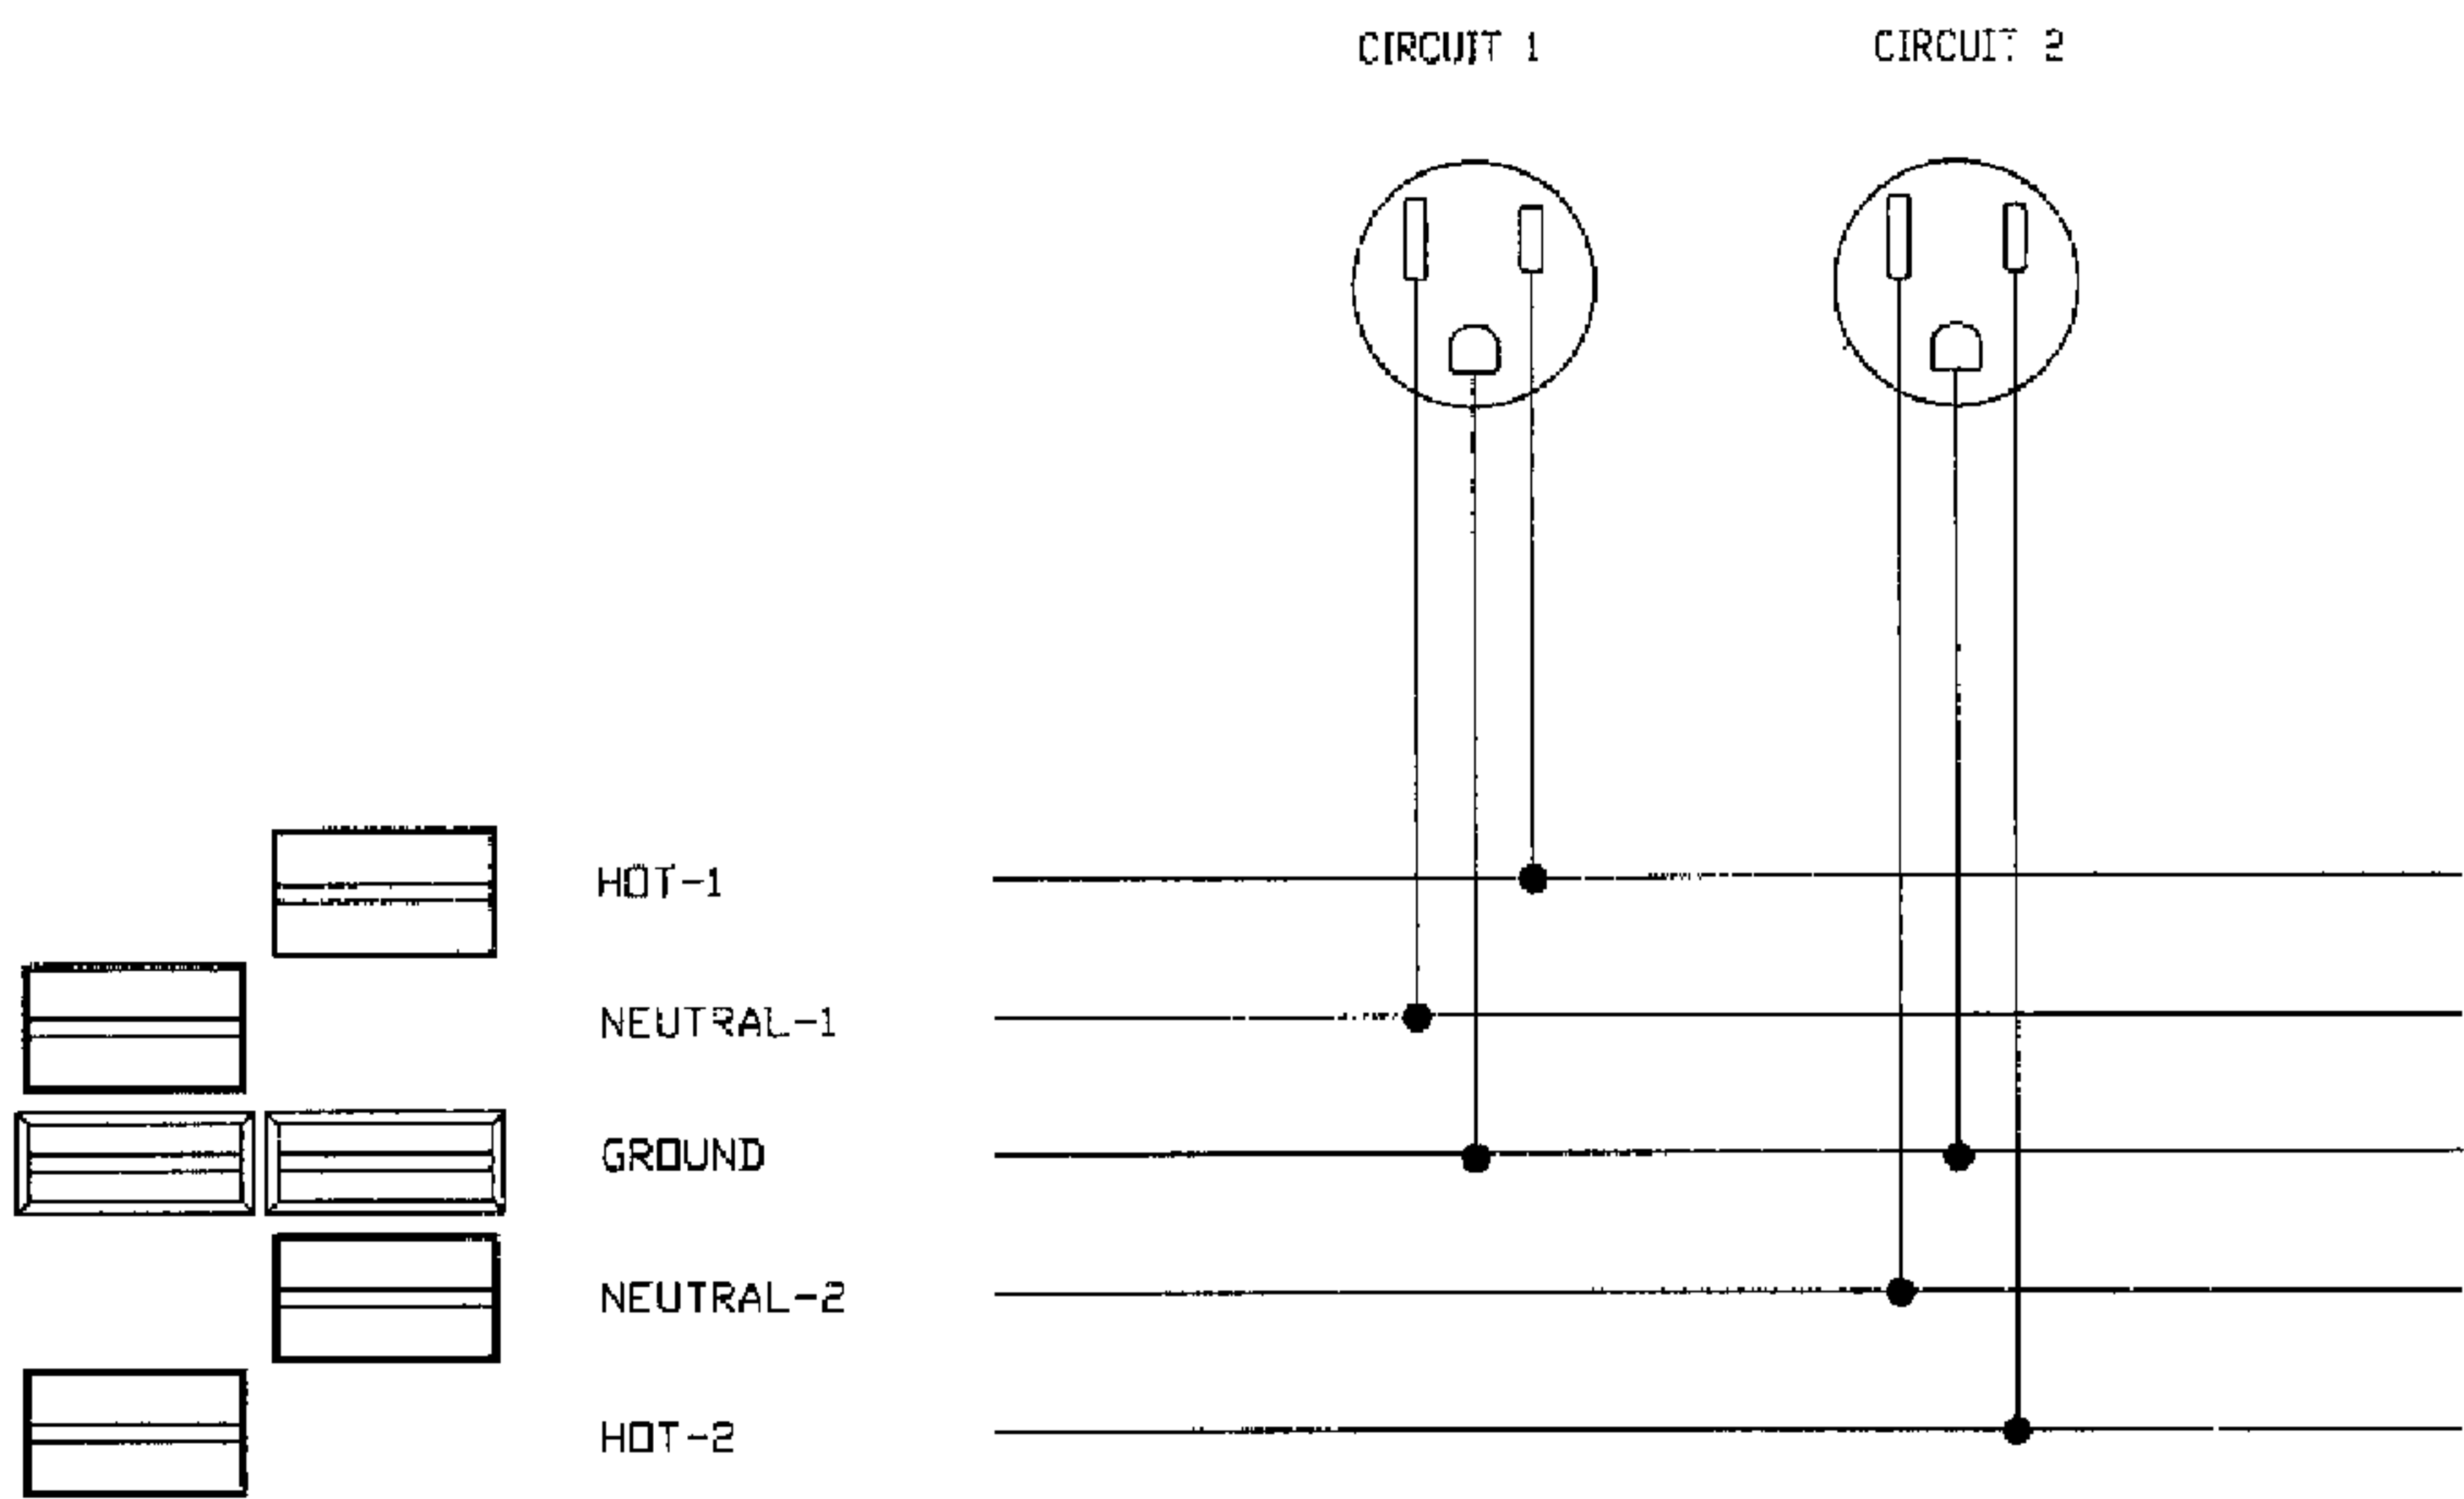 CIRCUIT 1 CIRCUIT 2
HOT-1
NEUTRAL-1
GROUND
NEUTRAL-2
HOT-2